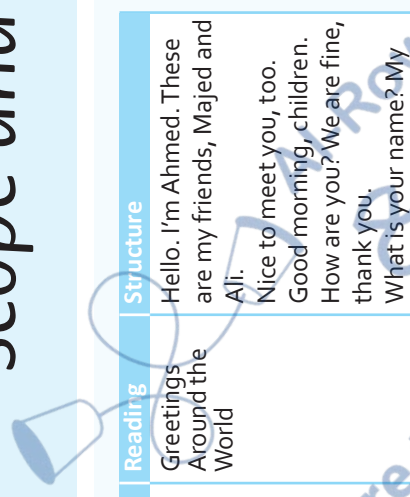 scope and
Reading
Structure
Greetings
Around the
World
Hello. I'm Ahmed. These
are my friends, Majed and
Ali.
Nice to meet you, too.
Good morning, children.
How are you? We are fine,
thank you.
What is your name? My
Al-Row